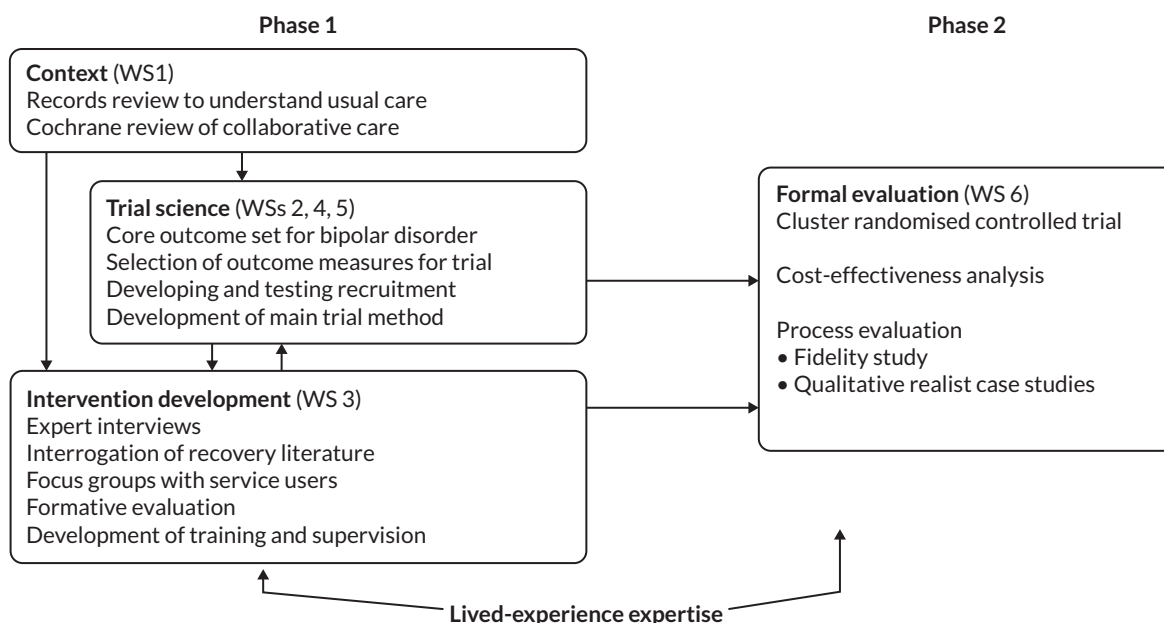 Phase 1
Phase 2
Context (WS1)
Records review to understand usual care
Cochrane review of collaborative care
Trial science (WSs 2, 4, 5)
Core outcome set for bipolar disorder
Selection of outcome measures for trial
Developing and testing recruitment
Development of main trial method
Intervention development (WS 3)
Expert interviews
Interrogation of recovery literature
Focus groups with service users
Formative evaluation
Development of training and supervision
Formal evaluation (WS 6)
Cluster randomised controlled trial
Cost-effectiveness analysis
Process evaluation
• Fidelity study
• Qualitative realist case studies
Lived-experience expertise